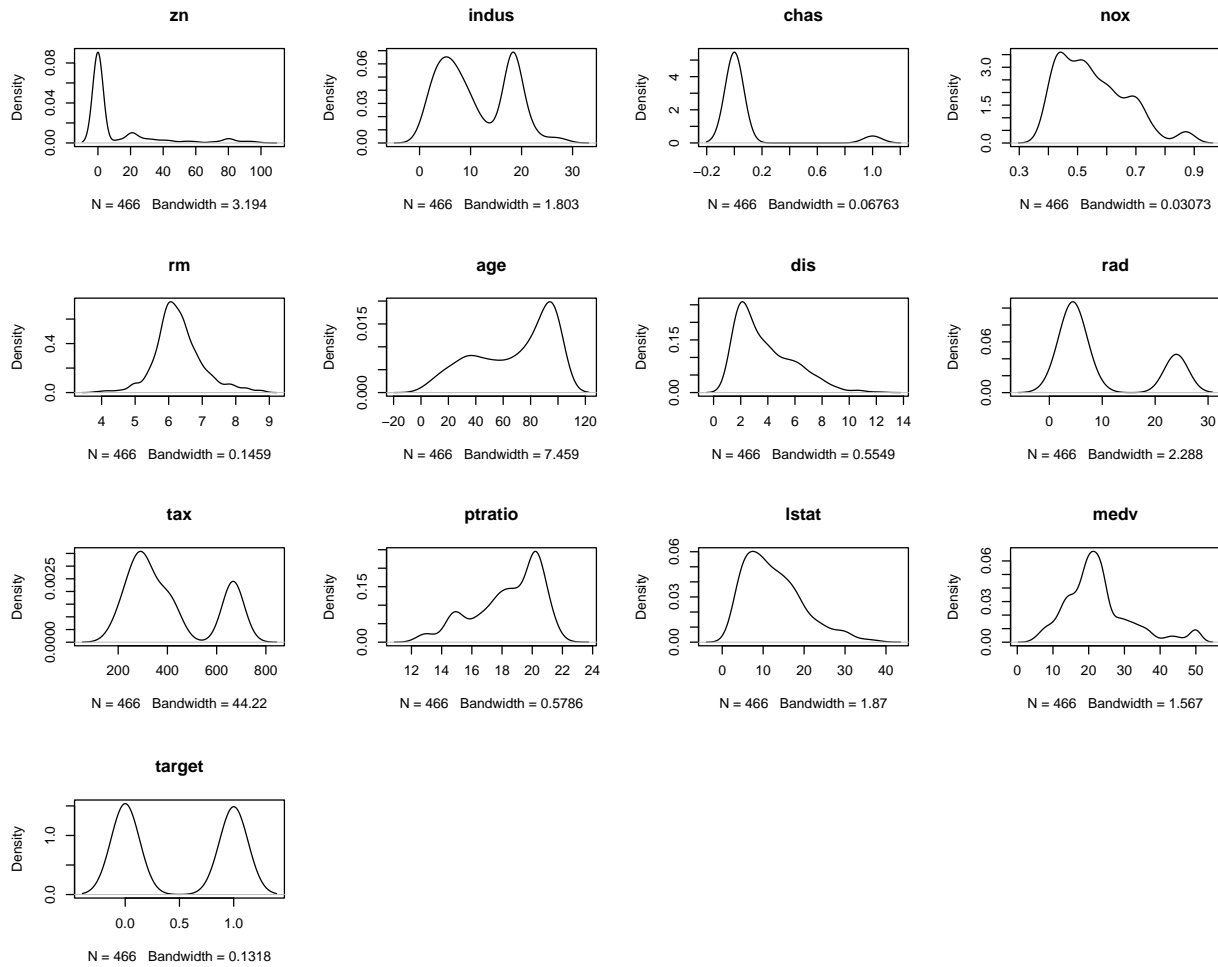 zn
indus
chas
nox
Density
0.00 0.04 0.08
0 20 40 60 80 100
N = 466 Bandwidth = 3.194
Density
0.00 0.03 0.06
0 10 20 30
N = 466 Bandwidth = 1.803
Density
0 2 4
−0.2 0.2 0.6 1.0
N = 466 Bandwidth = 0.06763
Density
0.0 1.5 3.0
0.3 0.5 0.7 0.9
N = 466 Bandwidth = 0.03073
rm
age
dis
rad
Density
0.0 0.4
4 5 6 7 8 9
N = 466 Bandwidth = 0.1459
Density
0.000 0.015
−20 0 20 40 60 80 120
N = 466 Bandwidth = 7.459
Density
0.00 0.15
0 2 4 6 8 10 12 14
N = 466 Bandwidth = 0.5549
Density
0.00 0.06
0 10 20 30
N = 466 Bandwidth = 2.288
tax
ptratio
lstat
medv
Density
0.0000 0.0025
200 400 600 800
N = 466 Bandwidth = 44.22
Density
0.00 0.15
12 14 16 18 20 22 24
N = 466 Bandwidth = 0.5786
Density
0.00 0.03 0.06
0 10 20 30 40
N = 466 Bandwidth = 1.87
Density
0.00 0.03 0.06
0 10 20 30 40 50
N = 466 Bandwidth = 1.567
target
Density
0.0 1.0
0.0 0.5 1.0
N = 466 Bandwidth = 0.1318